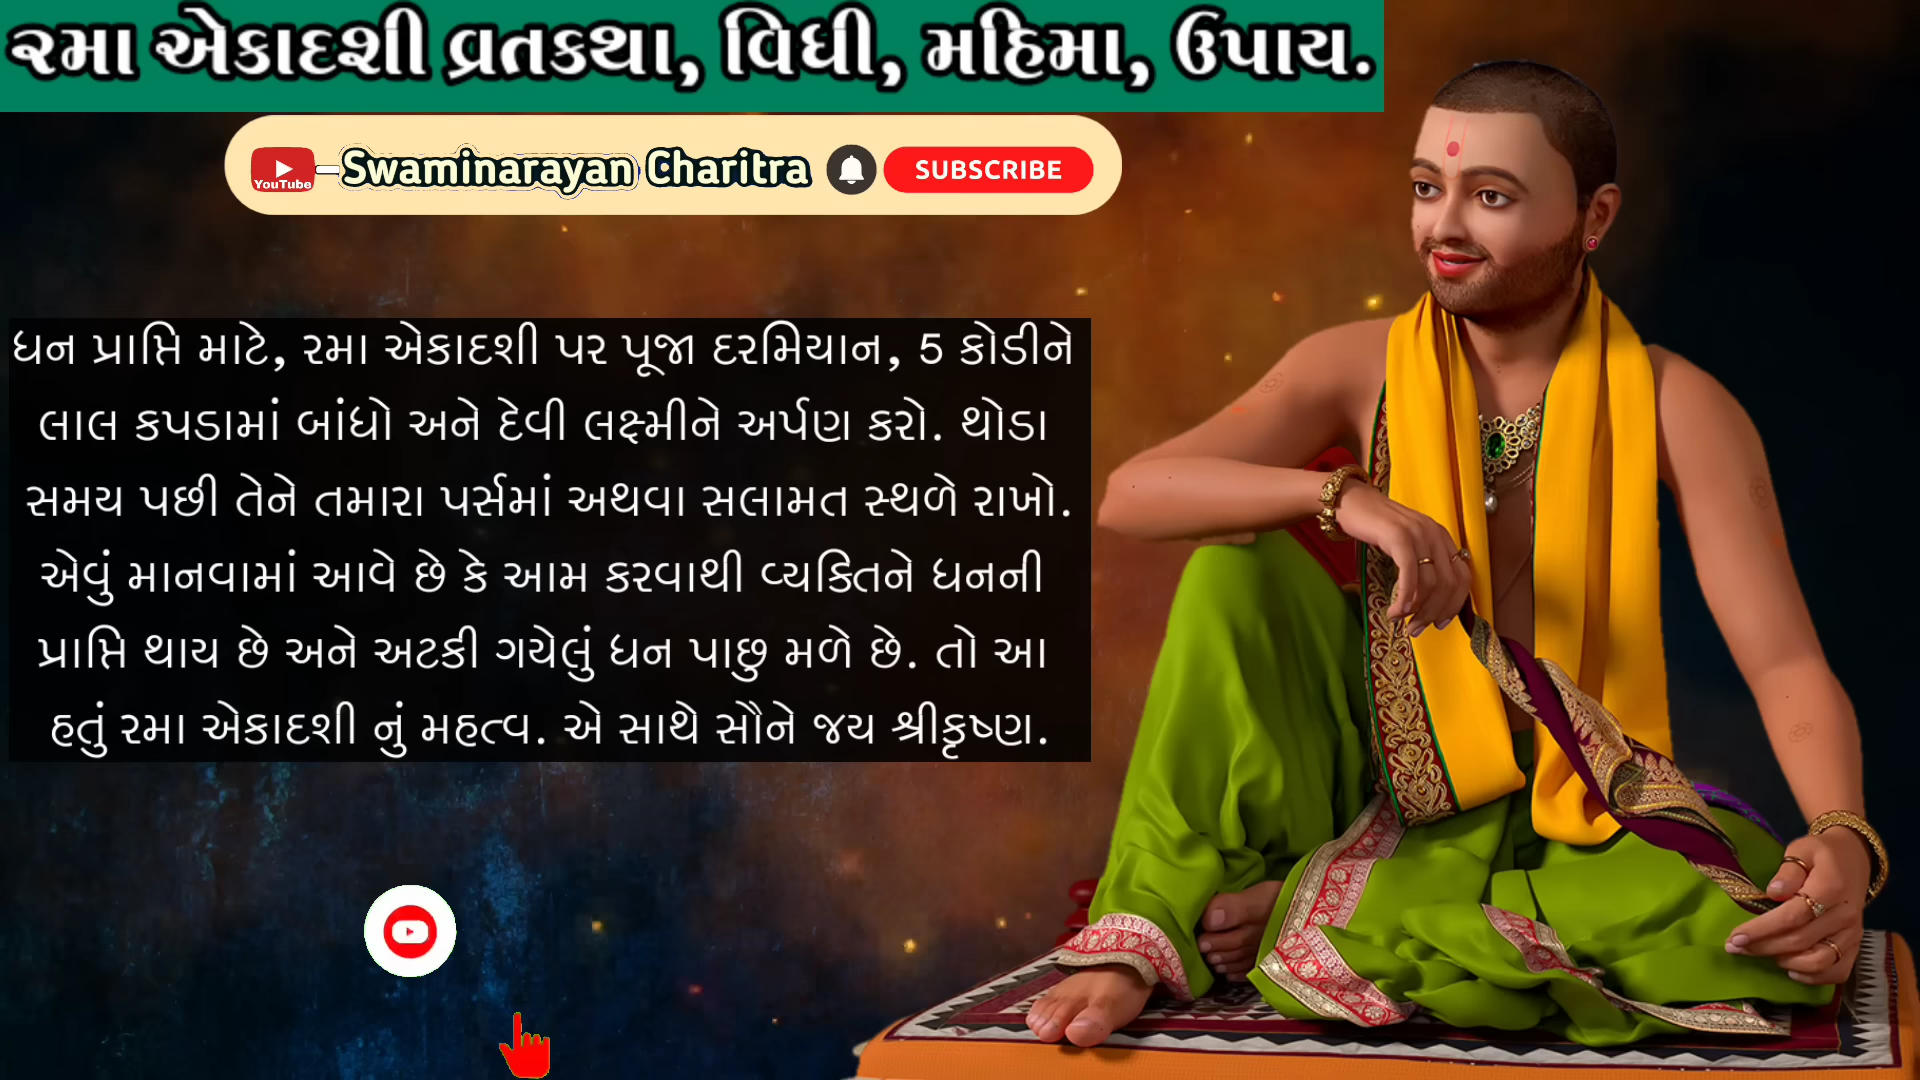 રમા એકાદશી વ્રતકથા, વિધી, મહિમા, ઉપાય.
YouTube
Swaminarayan Charitra
SUBSCRIBE
ધન પ્રાપ્તિ માટે, રમા એકાદશી પર પૂજા દરમિયાન, 5 કોડીને
લાલ કપડામાં બાંધો અને દેવી લક્ષ્મીને અર્પણ કરો. થોડા
સમય પછી તેને તમારા પર્સમાં અથવા સલામત સ્થળે રાખો.
એવું માનવામાં આવે છે કે આમ કરવાથી વ્યક્તિને ધનની
પ્રાપ્તિ થાય છે અને અટકી ગયેલું ધન પાછુ મળે છે. તો આ
હતું રમા એકાદશી નું મહત્વ. એ સાથે સૌને જય શ્રીકૃષ્ણ.